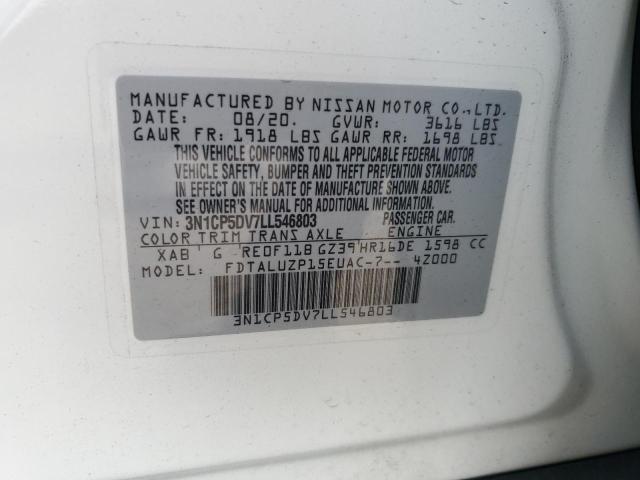 MANUFACTURED BY NISSAN MOTOR CO.,LTD.
DATE: 08/20. GVWR: 3616 LBS
GAWR FR: 1918 LBS GAWR RR: 1698 LBS
THIS VEHICLE CONFORMS TO ALL APPLICABLE FEDERAL MOTOR
VEHICLE SAFETY, BUMPER AND THEFT PREVENTION STANDARDS
IN EFFECT ON THE DATE OF MANUFACTURE SHOWN ABOVE.
SEE OWNER'S MANUAL FOR ADDITIONAL INFORMATION.
VIN: 3N1CP5DV7LL546803 PASSENGER CAR.
COLOR TRIM TRANS AXLE ENGINE
XAB' G RE0F11B GZ39'HR16DE 1598 CC
MODEL: FDTALUZP15EUAC-7-- 4Z000
3N1CP5DV7LL546803